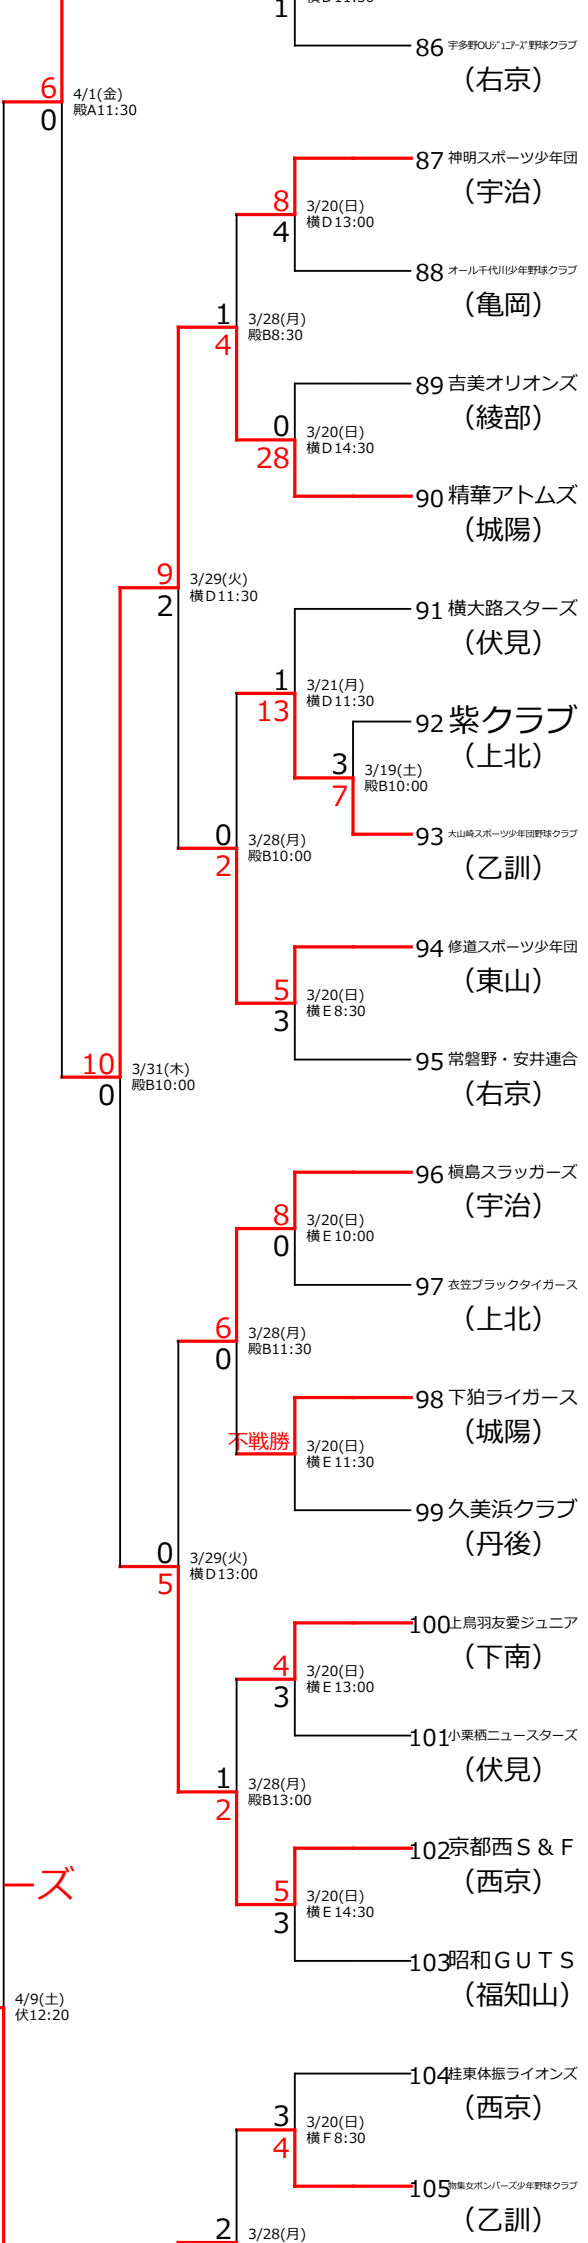 1
86 宇多野OUジュニアーズ野球クラブ
（右京）
6
0
4/1(金)
殿A11:30
87 神明スポーツ少年団
（宇治）
8
4
3/20(日)
横D13:00
88 オール千代川少年野球クラブ
（亀岡）
1
4
3/28(月)
殿B8:30
89 吉美オリオンズ
（綾部）
0
28
3/20(日)
横D14:30
90 精華アトムズ
（城陽）
9
2
3/29(火)
横D11:30
91 横大路スターズ
（伏見）
1
13
3/21(月)
横D11:30
92 紫クラブ
（上北）
3
7
3/19(土)
殿B10:00
93 大山崎スポーツ少年団野球クラブ
（乙訓）
0
2
3/28(月)
殿B10:00
94 修道スポーツ少年団
（東山）
5
3
3/20(日)
横E8:30
95 常磐野・安井連合
（右京）
10
0
3/31(木)
殿B10:00
96 槇島スラッガーズ
（宇治）
8
0
3/20(日)
横E10:00
97 衣笠ブラックタイガース
（上北）
6
0
3/28(月)
殿B11:30
98 下狛ライガース
（城陽）
不戦勝
3/20(日)
横E11:30
99 久美浜クラブ
（丹後）
0
5
3/29(火)
横D13:00
100 上鳥羽友愛ジュニア
（下南）
4
3
3/20(日)
横E13:00
101 小栗栖ニュースターズ
（伏見）
1
2
3/28(月)
殿B13:00
102 京都西Ｓ＆Ｆ
（西京）
ーズ
5
3
3/20(日)
横E14:30
103 昭和ＧＵＴＳ
（福知山）
4/9(土)
伏12:20
104 桂東体振ライオンズ
（西京）
3
4
3/20(日)
横F8:30
105 物集女ボンバーズ少年野球クラブ
（乙訓）
2
3/28(月)